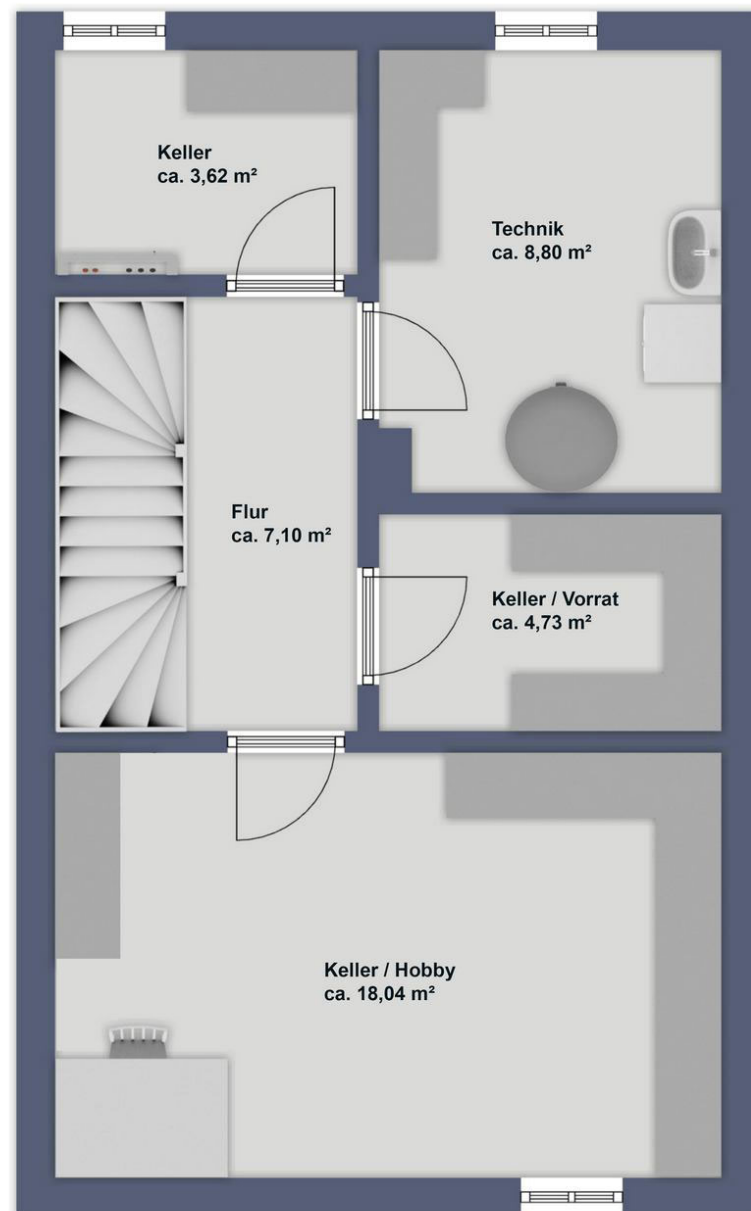 Keller
ca. 3,62 m²
Technik
ca. 8,80 m²
Flur
ca. 7,10 m²
Keller / Vorrat
ca. 4,73 m²
Keller / Hobby
ca. 18,04 m²